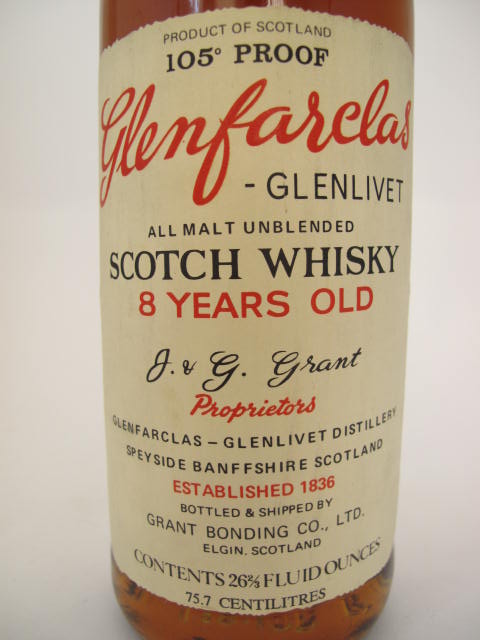 PRODUCT OF SCOTLAND
105° PROOF
Glenfarclas
- GLENLIVET
ALL MALT UNBLENDED
SCOTCH WHISKY
8 YEARS OLD
J. & G. Grant
Proprietors
GLENFARCLAS - GLENLIVET DISTILLERY
SPEYSIDE BANFFSHIRE SCOTLAND
ESTABLISHED 1836
BOTTLED & SHIPPED BY
GRANT BONDING CO., LTD.
ELGIN. SCOTLAND
CONTENTS 26⅔ FLUID OUNCES
75.7 CENTILITRES